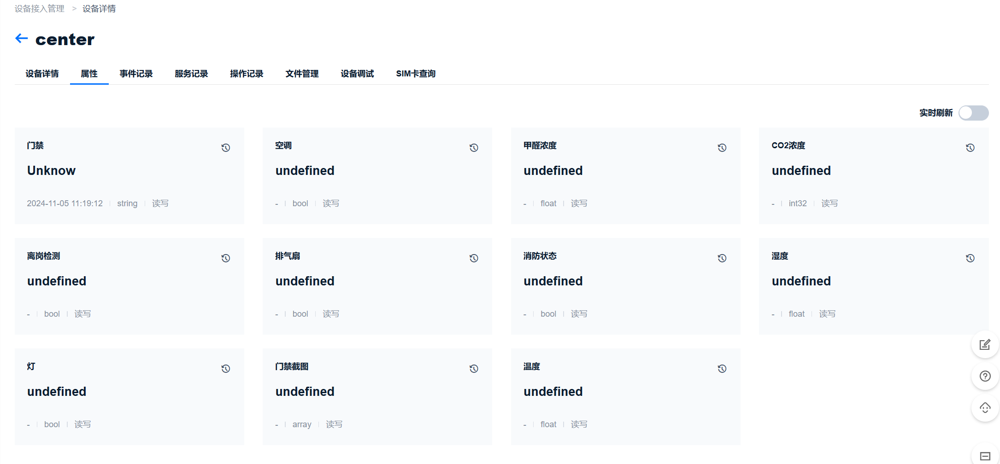 设备接入管理 > 设备详情
center
设备详情 属性 事件记录 服务记录 操作记录 文件管理 设备调试 SIM卡查询
实时刷新
门禁
Unknow
2024-11-05 11:19:12 string 读写
空调
undefined
- bool 读写
甲醛浓度
undefined
- float 读写
CO2浓度
undefined
- int32 读写
离岗检测
undefined
- bool 读写
排气扇
undefined
- bool 读写
消防状态
undefined
- bool 读写
湿度
undefined
- float 读写
灯
undefined
- bool 读写
门禁截图
undefined
- array 读写
温度
undefined
- float 读写